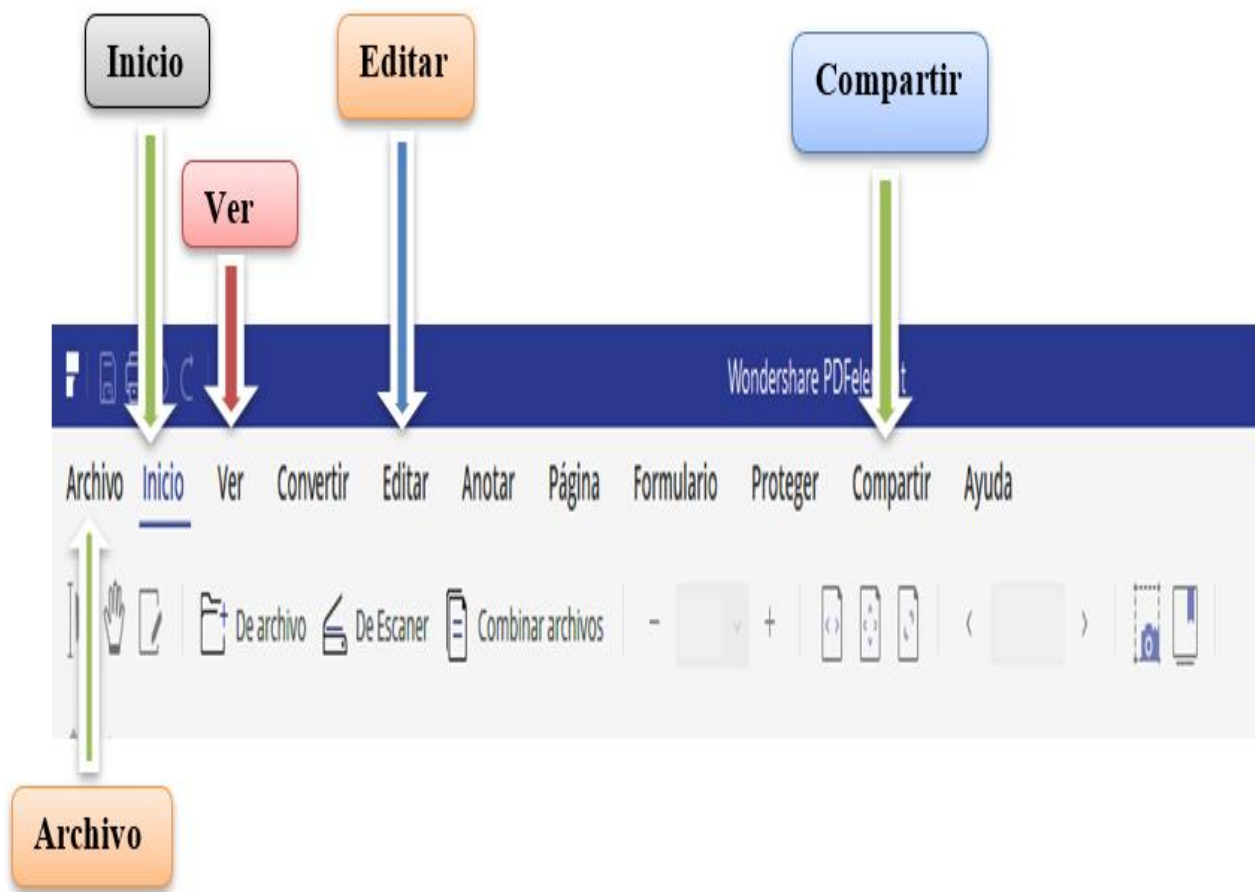 Inicio
Editar
Compartir
Ver
Wondershare PDFele t
Archivo Inicio Ver Convertir Editar Anotar Página Formulario Proteger Compartir Ayuda
De archivo De Escaner Combinar archivos
Archivo